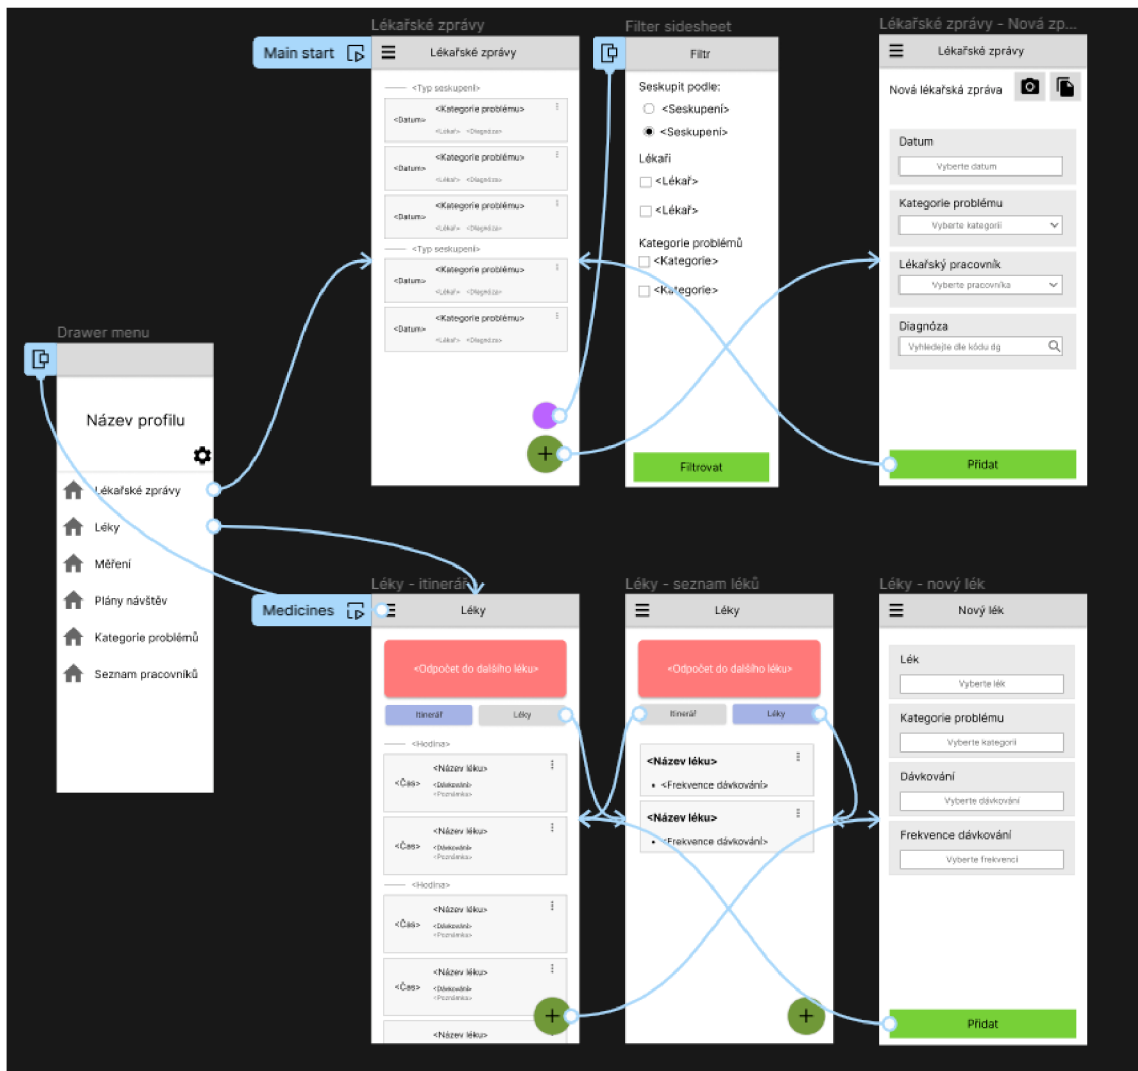 Lékařské zprávy
Main start
Lékařské zprávy
<Typ seskupení>
<Kategorie problému>
<Datum>
<Lékař> <Diagnóza>
<Kategorie problému>
<Datum>
<Lékař> <Diagnóza>
<Kategorie problému>
<Datum>
<Lékař> <Diagnóza>
<Typ seskupení>
<Kategorie problému>
<Datum>
<Lékař> <Diagnóza>
<Kategorie problému>
<Datum>
<Lékař> <Diagnóza>
+
Filter sidesheet
Filtr
Seskupit podle:
<Seskupení>
<Seskupení>
Lékaři
<Lékař>
<Lékař>
Kategorie problémů
<Kategorie>
<Kategorie>
Filtrovat
Lékařské zprávy - Nová zp...
Lékařské zprávy
Nová lékařská zpráva
Datum
Vyberte datum
Kategorie problému
Vyberte kategorii
Lékařský pracovník
Vyberte pracovníka
Diagnóza
Vyhledejte dle kódu dg
Přidat
Drawer menu
Název profilu
Lékařské zprávy
Léky
Měření
Plány návštěv
Kategorie problémů
Seznam pracovníků
Léky - itinerář
Medicines
Léky
<Odpočet do dalšího léku>
Itinerář
Léky
<Hodina>
<Název léku>
<Čas>
<Dávkování>
<Poznámka>
<Název léku>
<Čas>
<Dávkování>
<Poznámka>
<Hodina>
<Název léku>
<Čas>
<Dávkování>
<Poznámka>
<Název léku>
<Čas>
<Dávkování>
<Poznámka>
<Název léku>
+
Léky - seznam léků
Léky
<Odpočet do dalšího léku>
Itinerář
Léky
<Název léku>
• <Frekvence dávkování>
<Název léku>
• <Frekvence dávkování>
+
Léky - nový lék
Nový lék
Lék
Vyberte lék
Kategorie problému
Vyberte kategorii
Dávkování
Vyberte dávkování
Frekvence dávkování
Vyberte frekvenci
Přidat